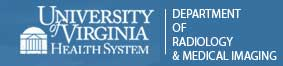 UNIVERSITY
of VIRGINIA
HEALTH SYSTEM
DEPARTMENT
OF
RADIOLOGY
& MEDICAL IMAGING